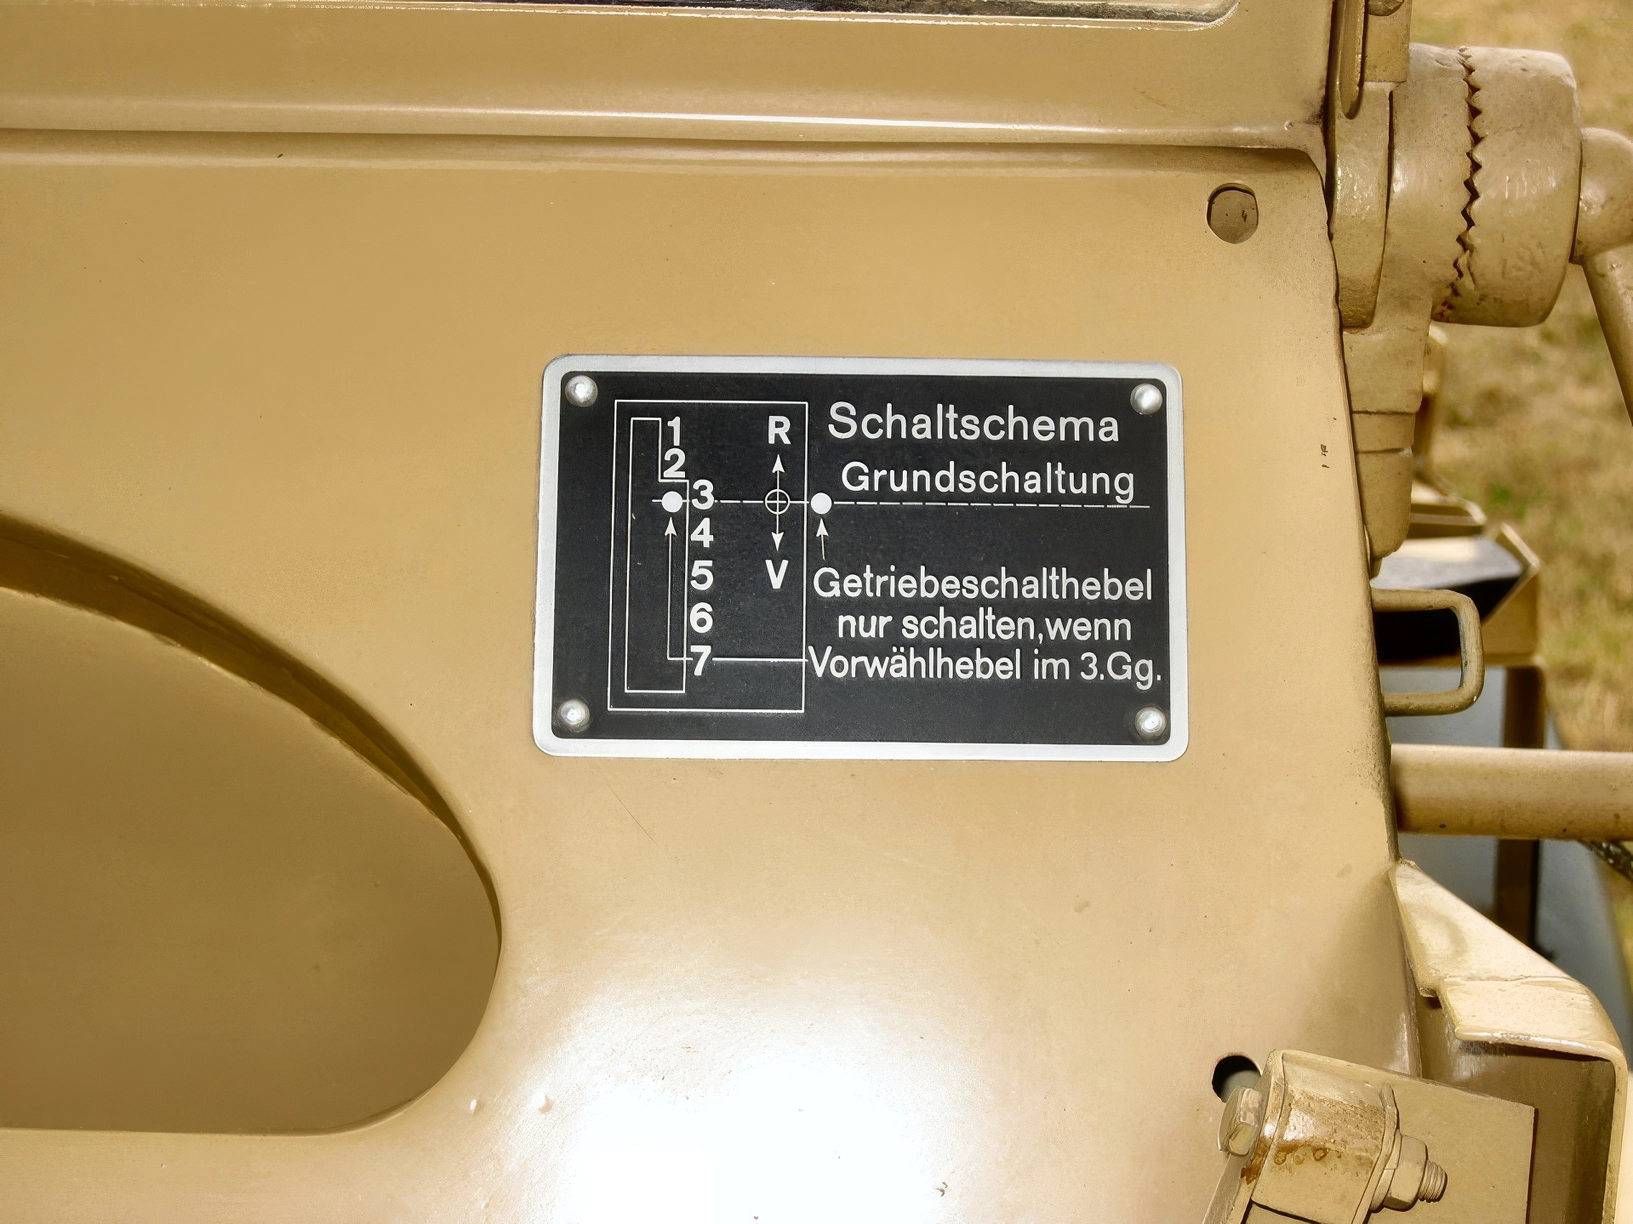 Schaltschema
Grundschaltung
1
2
3
4
5
6
7
R
V
Getriebeschalthebel
nur schalten, wenn
Vorwählhebel im 3.Gg.